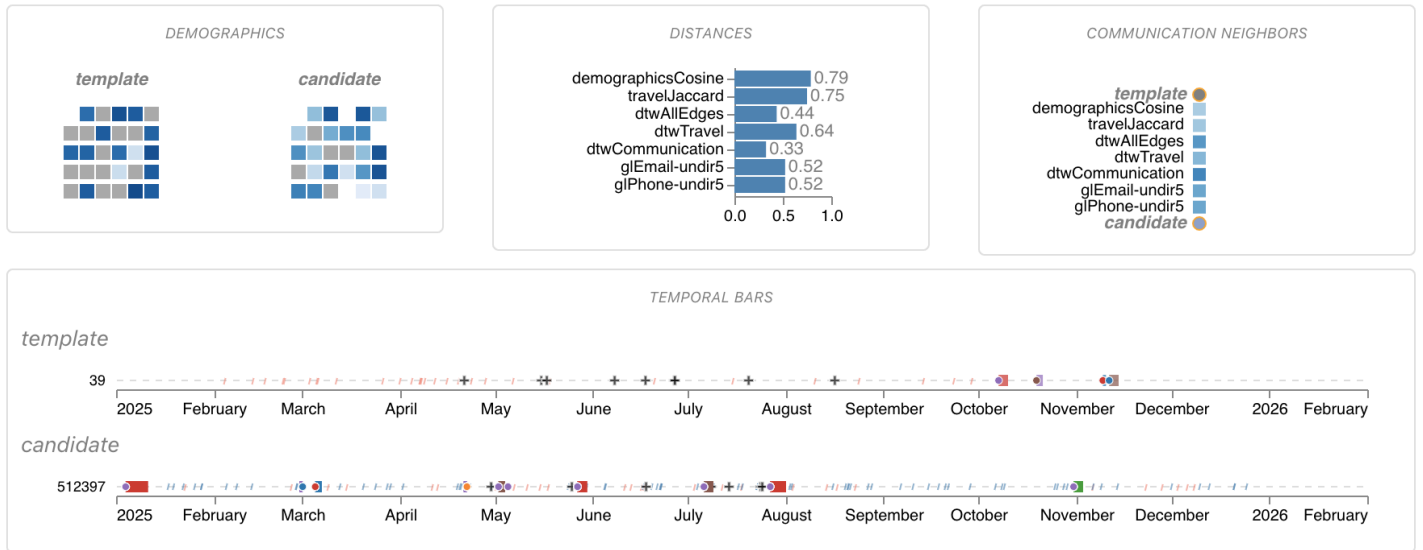 DEMOGRAPHICS
template candidate
DISTANCES
demographicsCosine 0.79
travelJaccard 0.75
dtwAllEdges 0.44
dtwTravel 0.64
dtwCommunication 0.33
glEmail-undir5 0.52
glPhone-undir5 0.52
0.0 0.5 1.0
COMMUNICATION NEIGHBORS
template
demographicsCosine
travelJaccard
dtwAllEdges
dtwTravel
dtwCommunication
glEmail-undir5
glPhone-undir5
candidate
TEMPORAL BARS
template
39
2025 February March April May June July August September October November December 2026 February
candidate
512397
2025 February March April May June July August September October November December 2026 February